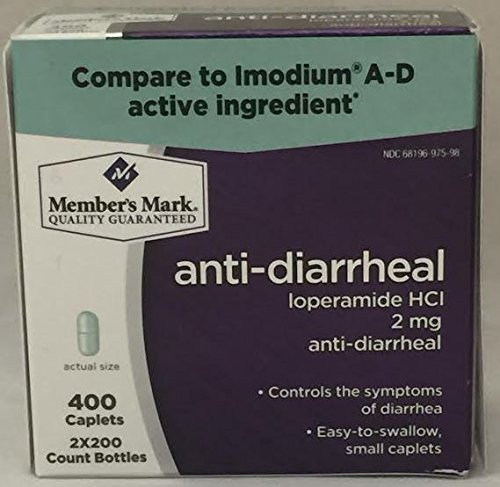 anti-diarrheal
Compare to Imodium® A-D
active ingredient*
NDC 68196-975-98
M
Member's Mark®
QUALITY GUARANTEED
anti-diarrheal
loperamide HCl
2 mg
anti-diarrheal
actual size
400
Caplets
2X200
Count Bottles
• Controls the symptoms
of diarrhea
• Easy-to-swallow,
small caplets